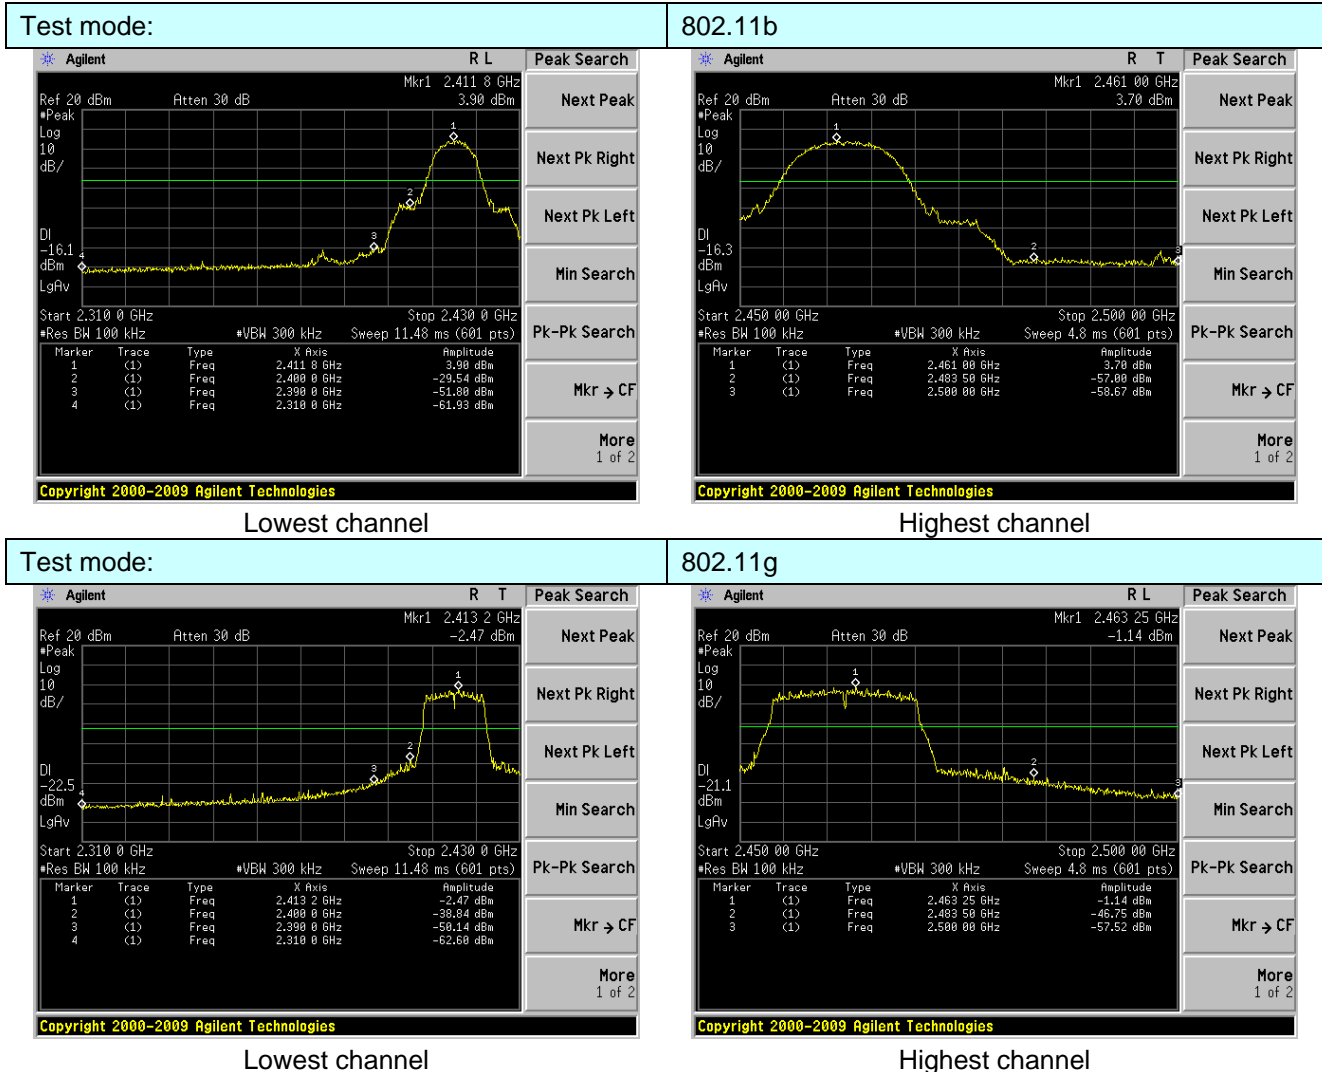 Test mode: 802.11b
Agilent R L Peak Search
Mkr1 2.411 8 GHz
Ref 20 dBm Atten 30 dB 3.90 dBm
#Peak
Log
10
dB/
DI
-16.1
dBm
LgAv
1
2
3
4
Start 2.310 0 GHz Stop 2.430 0 GHz
#Res BW 100 kHz #VBW 300 kHz Sweep 11.48 ms (601 pts)
Marker Trace Type X Axis Amplitude
1 (1) Freq 2.411 8 GHz 3.90 dBm
2 (1) Freq 2.400 0 GHz -29.54 dBm
3 (1) Freq 2.390 0 GHz -51.80 dBm
4 (1) Freq 2.310 0 GHz -61.93 dBm
Next Peak
Next Pk Right
Next Pk Left
Min Search
Pk-Pk Search
Mkr → CF
More
1 of 2
Copyright 2000-2009 Agilent Technologies
Lowest channel
Agilent R T Peak Search
Mkr1 2.461 00 GHz
Ref 20 dBm Atten 30 dB 3.70 dBm
#Peak
Log
10
dB/
DI
-16.3
dBm
LgAv
1
2
3
Start 2.450 00 GHz Stop 2.500 00 GHz
#Res BW 100 kHz #VBW 300 kHz Sweep 4.8 ms (601 pts)
Marker Trace Type X Axis Amplitude
1 (1) Freq 2.461 00 GHz 3.70 dBm
2 (1) Freq 2.483 50 GHz -57.00 dBm
3 (1) Freq 2.500 00 GHz -58.67 dBm
Next Peak
Next Pk Right
Next Pk Left
Min Search
Pk-Pk Search
Mkr → CF
More
1 of 2
Copyright 2000-2009 Agilent Technologies
Highest channel
Test mode: 802.11g
Agilent R T Peak Search
Mkr1 2.413 2 GHz
Ref 20 dBm Atten 30 dB -2.47 dBm
#Peak
Log
10
dB/
DI
-22.5
dBm
LgAv
1
2
3
4
Start 2.310 0 GHz Stop 2.430 0 GHz
#Res BW 100 kHz #VBW 300 kHz Sweep 11.48 ms (601 pts)
Marker Trace Type X Axis Amplitude
1 (1) Freq 2.413 2 GHz -2.47 dBm
2 (1) Freq 2.400 0 GHz -38.84 dBm
3 (1) Freq 2.390 0 GHz -50.14 dBm
4 (1) Freq 2.310 0 GHz -62.60 dBm
Next Peak
Next Pk Right
Next Pk Left
Min Search
Pk-Pk Search
Mkr → CF
More
1 of 2
Copyright 2000-2009 Agilent Technologies
Lowest channel
Agilent R L Peak Search
Mkr1 2.463 25 GHz
Ref 20 dBm Atten 30 dB -1.14 dBm
#Peak
Log
10
dB/
DI
-21.1
dBm
LgAv
1
2
3
Start 2.450 00 GHz Stop 2.500 00 GHz
#Res BW 100 kHz #VBW 300 kHz Sweep 4.8 ms (601 pts)
Marker Trace Type X Axis Amplitude
1 (1) Freq 2.463 25 GHz -1.14 dBm
2 (1) Freq 2.483 50 GHz -46.75 dBm
3 (1) Freq 2.500 00 GHz -57.52 dBm
Next Peak
Next Pk Right
Next Pk Left
Min Search
Pk-Pk Search
Mkr → CF
More
1 of 2
Copyright 2000-2009 Agilent Technologies
Highest channel